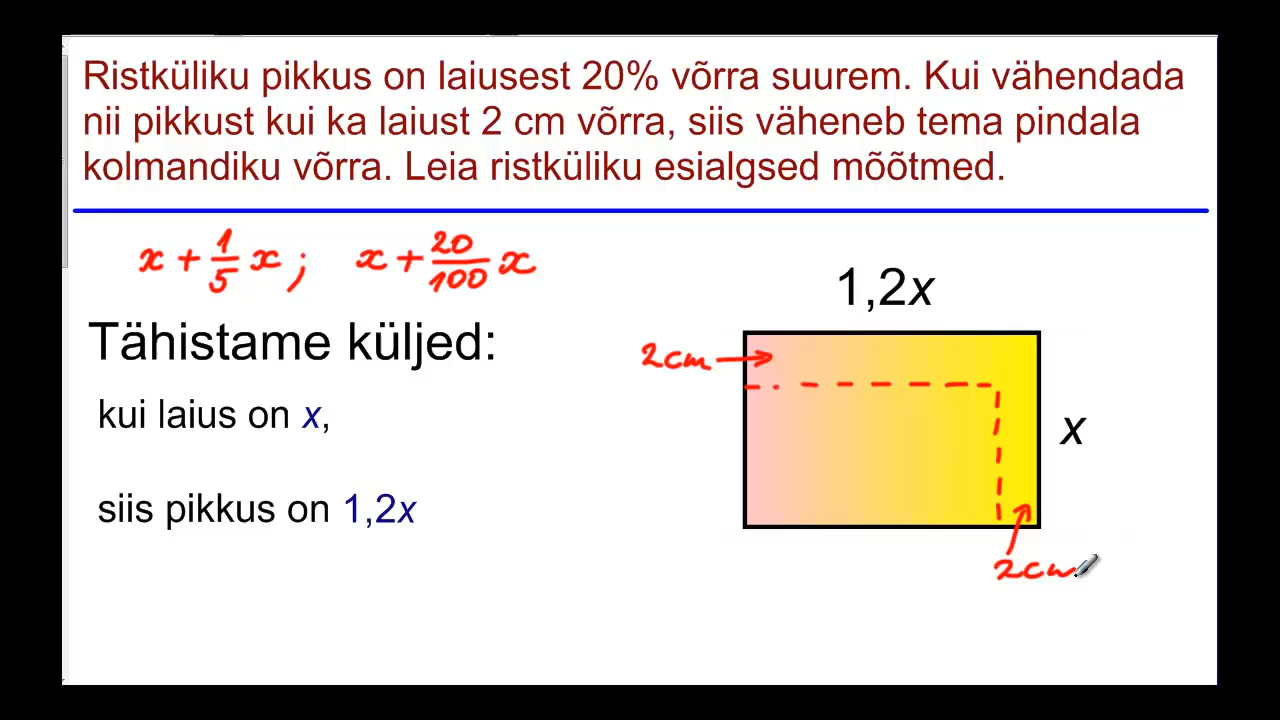 Ristküliku pikkus on laiusest 20% võrra suurem. Kui vähendada
nii pikkust kui ka laiust 2 cm võrra, siis väheneb tema pindala
kolmandiku võrra. Leia ristküliku esialgsed mõõtmed.
x + 1/5 x ; x + 20/100 x
1,2x
Tähistame küljed:
2cm
kui laius on x,
x
siis pikkus on 1,2x
2cm